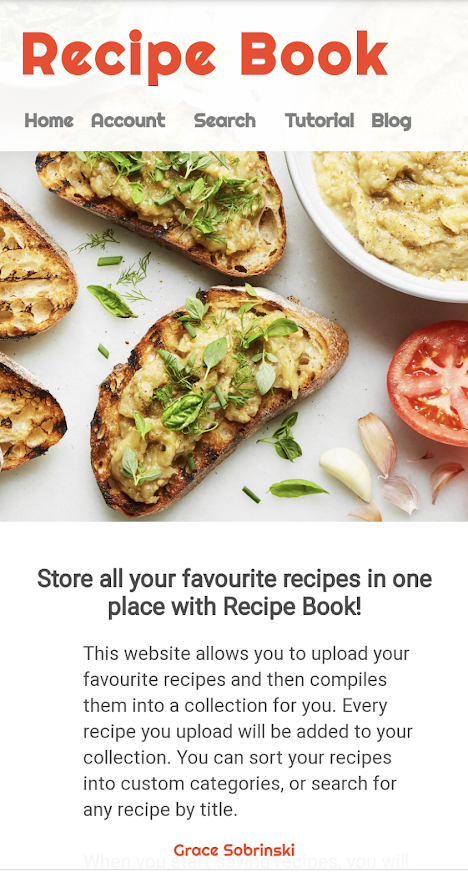 Recipe Book
Home Account Search Tutorial Blog
Store all your favourite recipes in one
place with Recipe Book!
This website allows you to upload your
favourite recipes and then compiles
them into a collection for you. Every
recipe you upload will be added to your
collection. You can sort your recipes
into custom categories, or search for
any recipe by title.
Grace Sobrinski
When you start saving recipes, you will